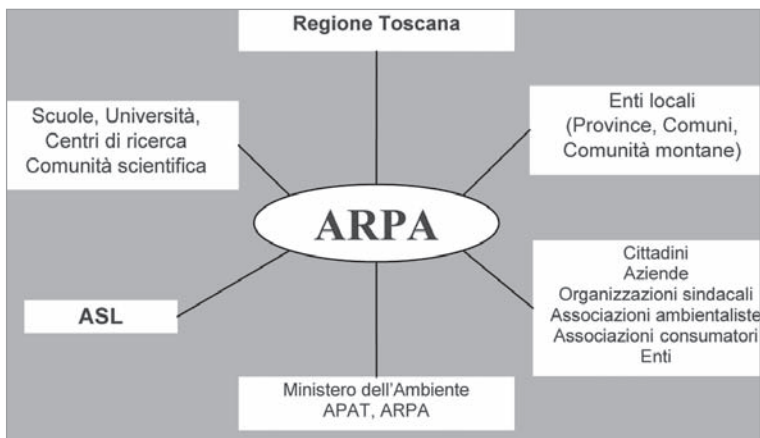 Regione Toscana
Scuole, Università,
Centri di ricerca
Comunità scientifica
Enti locali
(Province, Comuni,
Comunità montane)
ARPA
ASL
Cittadini
Aziende
Organizzazioni sindacali
Associazioni ambientaliste
Associazioni consumatori
Enti
Ministero dell'Ambiente
APAT, ARPA